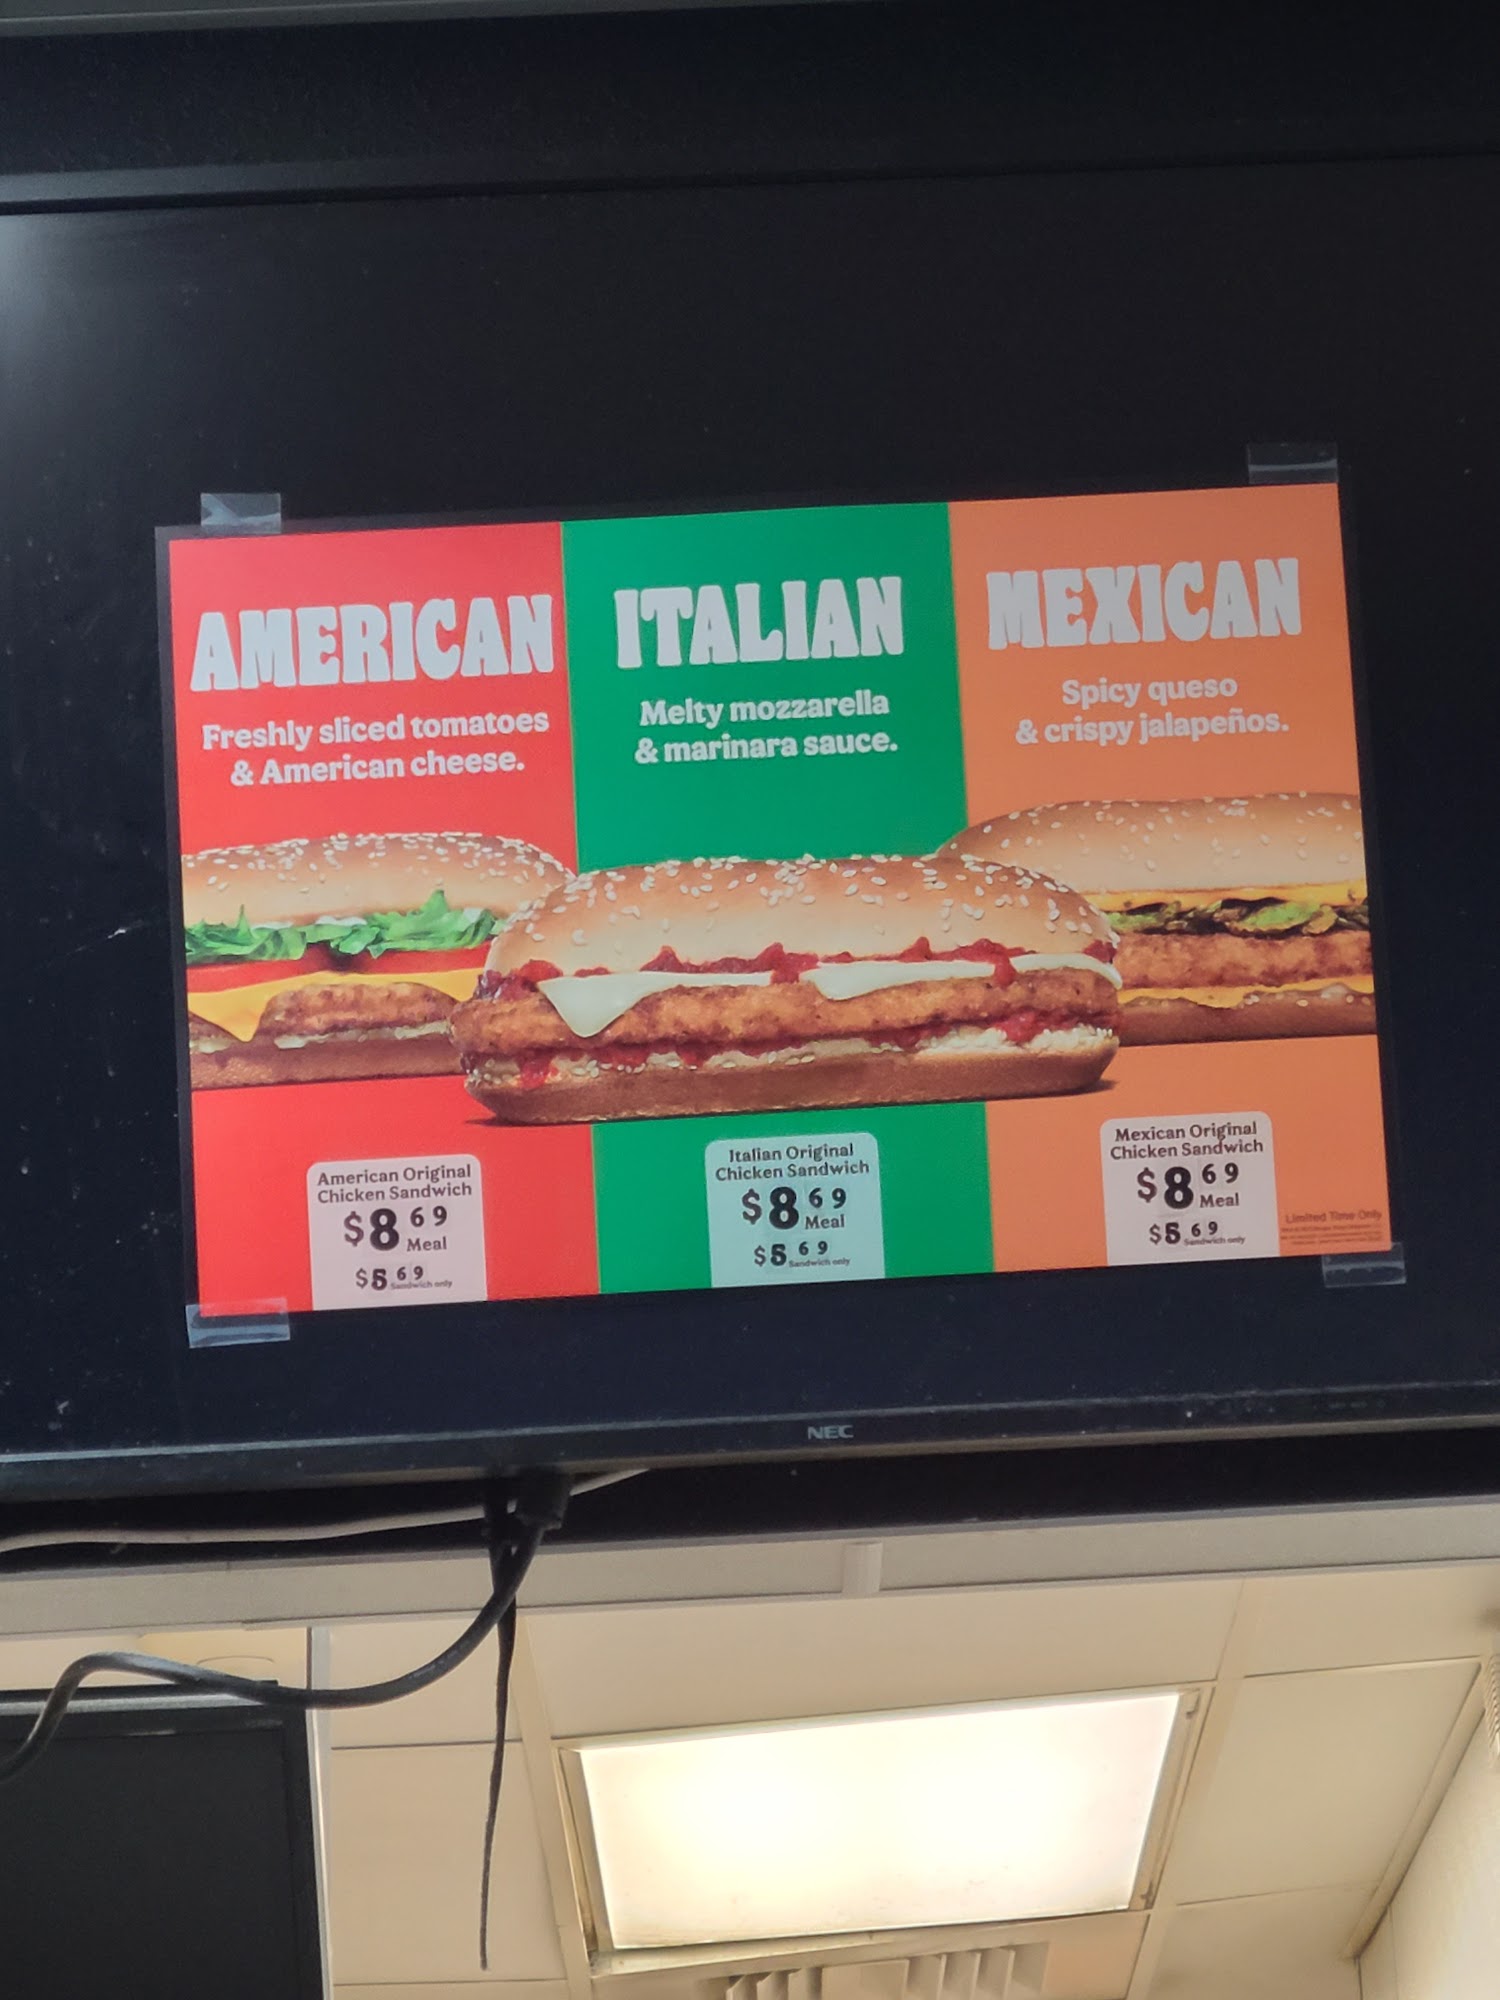 AMERICAN
Freshly sliced tomatoes
& American cheese.
American Original
Chicken Sandwich
$8 69
Meal
$5 69
Sandwich only
ITALIAN
Melty mozzarella
& marinara sauce.
Italian Original
Chicken Sandwich
$8 69
Meal
$5 69
Sandwich only
MEXICAN
Spicy queso
& crispy jalapeños.
Mexican Original
Chicken Sandwich
$8 69
Meal
$5 69
Sandwich only
Limited Time Only
NEC